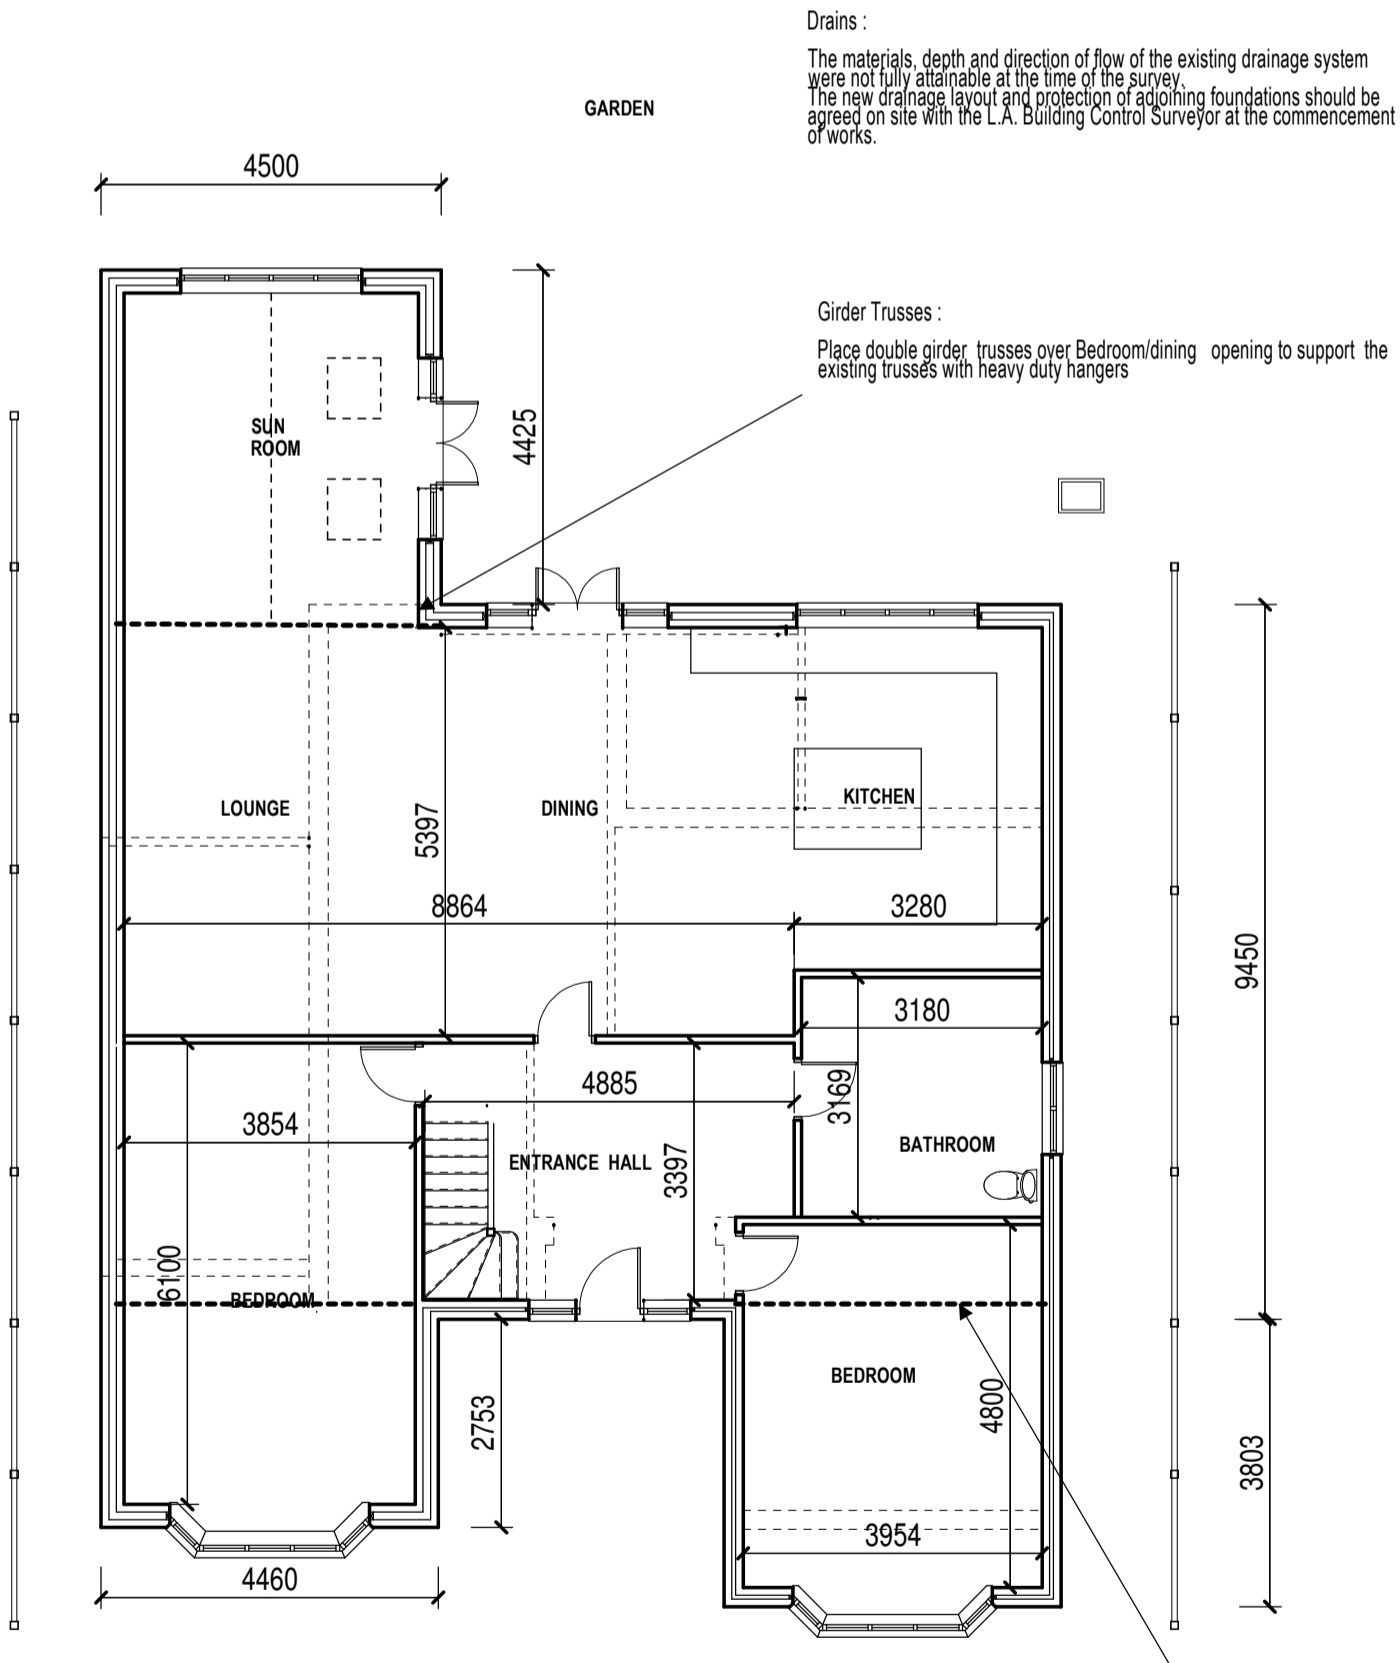 Drains :
The materials, depth and direction of flow of the existing drainage system
were not fully attainable at the time of the survey.
The new drainage layout and protection of adjoining foundations should be
agreed on site with the L.A. Building Control Surveyor at the commencement
of works.
GARDEN
4500
Girder Trusses :
Place double girder trusses over Bedroom/dining opening to support the
existing trusses with heavy duty hangers
SUN
ROOM
4425
LOUNGE
DINING
KITCHEN
5397
8864
3280
9450
3180
4885
3169
3854
BATHROOM
ENTRANCE HALL
3397
6100
BEDROOM
BEDROOM
2753
4800
3803
3954
4460